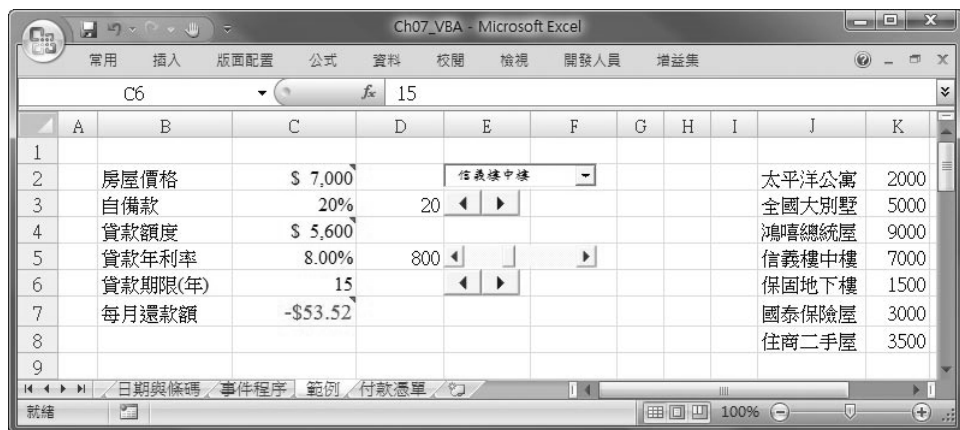 Ch07_VBA - Microsoft Excel
常用 插入 版面配置 公式 資料 校閱 檢視 開發人員 增益集
C6 fx 15
A B C D E F G H I J K
1
2 房屋價格 $ 7,000 信義樓中樓 太平洋公寓 2000
3 自備款 20% 20 全國大別墅 5000
4 貸款額度 $ 5,600 鴻禧總統屋 9000
5 貸款年利率 8.00% 800 信義樓中樓 7000
6 貸款期限(年) 15 保固地下樓 1500
7 每月還款額 -$53.52 國泰保險屋 3000
8 住商二手屋 3500
9
日期與條碼 事件程序 範例 付款憑單
就緒 100%